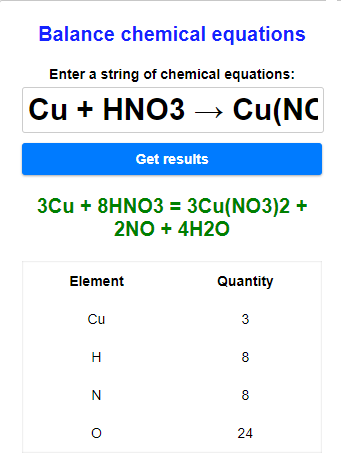 Balance chemical equations
Enter a string of chemical equations:
Cu + HNO3 → Cu(NC
Get results
3Cu + 8HNO3 = 3Cu(NO3)2 +
2NO + 4H2O
Element Quantity
Cu 3
H 8
N 8
O 24